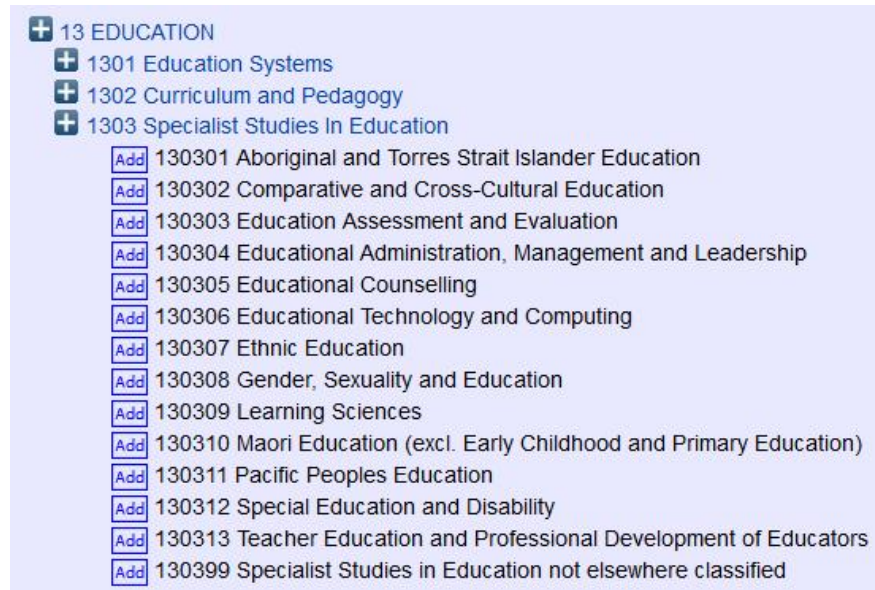 13 EDUCATION
1301 Education Systems
1302 Curriculum and Pedagogy
1303 Specialist Studies In Education
Add 130301 Aboriginal and Torres Strait Islander Education
Add 130302 Comparative and Cross-Cultural Education
Add 130303 Education Assessment and Evaluation
Add 130304 Educational Administration, Management and Leadership
Add 130305 Educational Counselling
Add 130306 Educational Technology and Computing
Add 130307 Ethnic Education
Add 130308 Gender, Sexuality and Education
Add 130309 Learning Sciences
Add 130310 Maori Education (excl. Early Childhood and Primary Education)
Add 130311 Pacific Peoples Education
Add 130312 Special Education and Disability
Add 130313 Teacher Education and Professional Development of Educators
Add 130399 Specialist Studies in Education not elsewhere classified